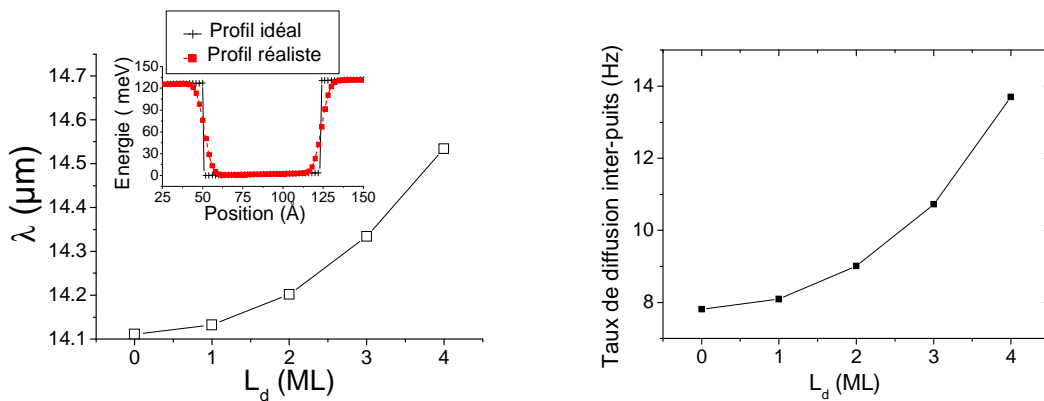 Profil idéal
Profil réaliste
14.7
14.6
14.5
14.4
14.3
14.2
14.1
λ (µm)
150
120
90
60
30
0
Energie ( meV)
25 50 75 100 125 150
Position (Å)
0 1 2 3 4
L_d (ML)
14
12
10
8
Taux de diffusion inter-puits (Hz)
0 1 2 3 4
L_d (ML)